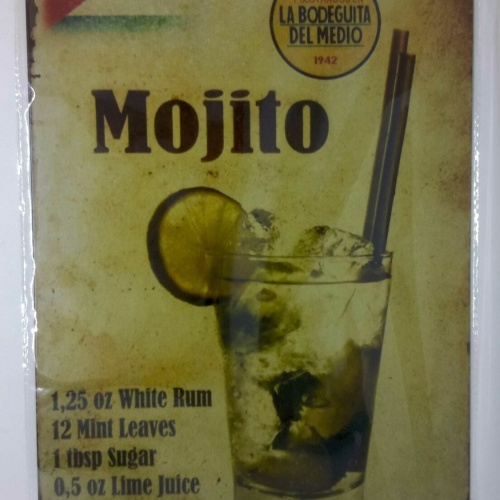 LA BODEGUITA
DEL MEDIO
1942
Mojito
1,25 oz White Rum
12 Mint Leaves
1 tbsp Sugar
0,5 oz Lime Juice